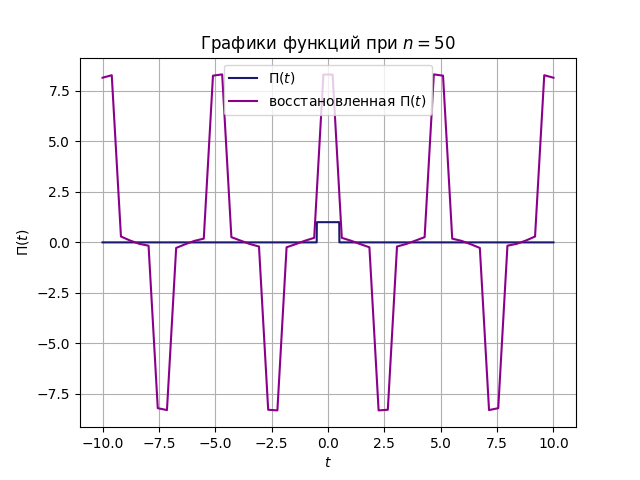 Графики функций при n = 50
Π(t)
восстановленная Π(t)
Π(t)
7.5
5.0
2.5
0.0
−2.5
−5.0
−7.5
−10.0 −7.5 −5.0 −2.5 0.0 2.5 5.0 7.5 10.0
t